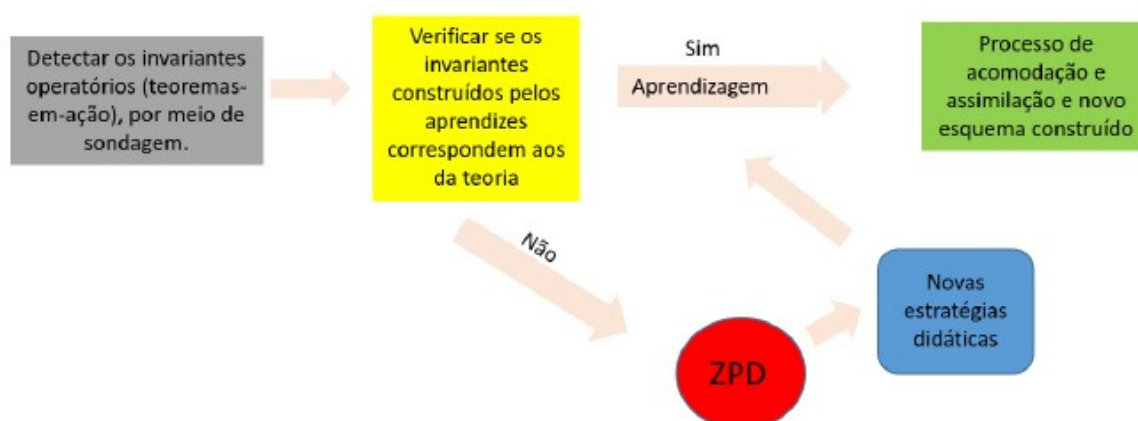 Detectar os invariantes
operatórios (teoremas-
em-ação), por meio de
sondagem.
Verificar se os
invariantes
construídos pelos
aprendizes
correspondem aos
da teoria
Sim
Aprendizagem
Processo de
acomodação e
assimilação e novo
esquema construído
Não
ZPD
Novas
estratégias
didáticas